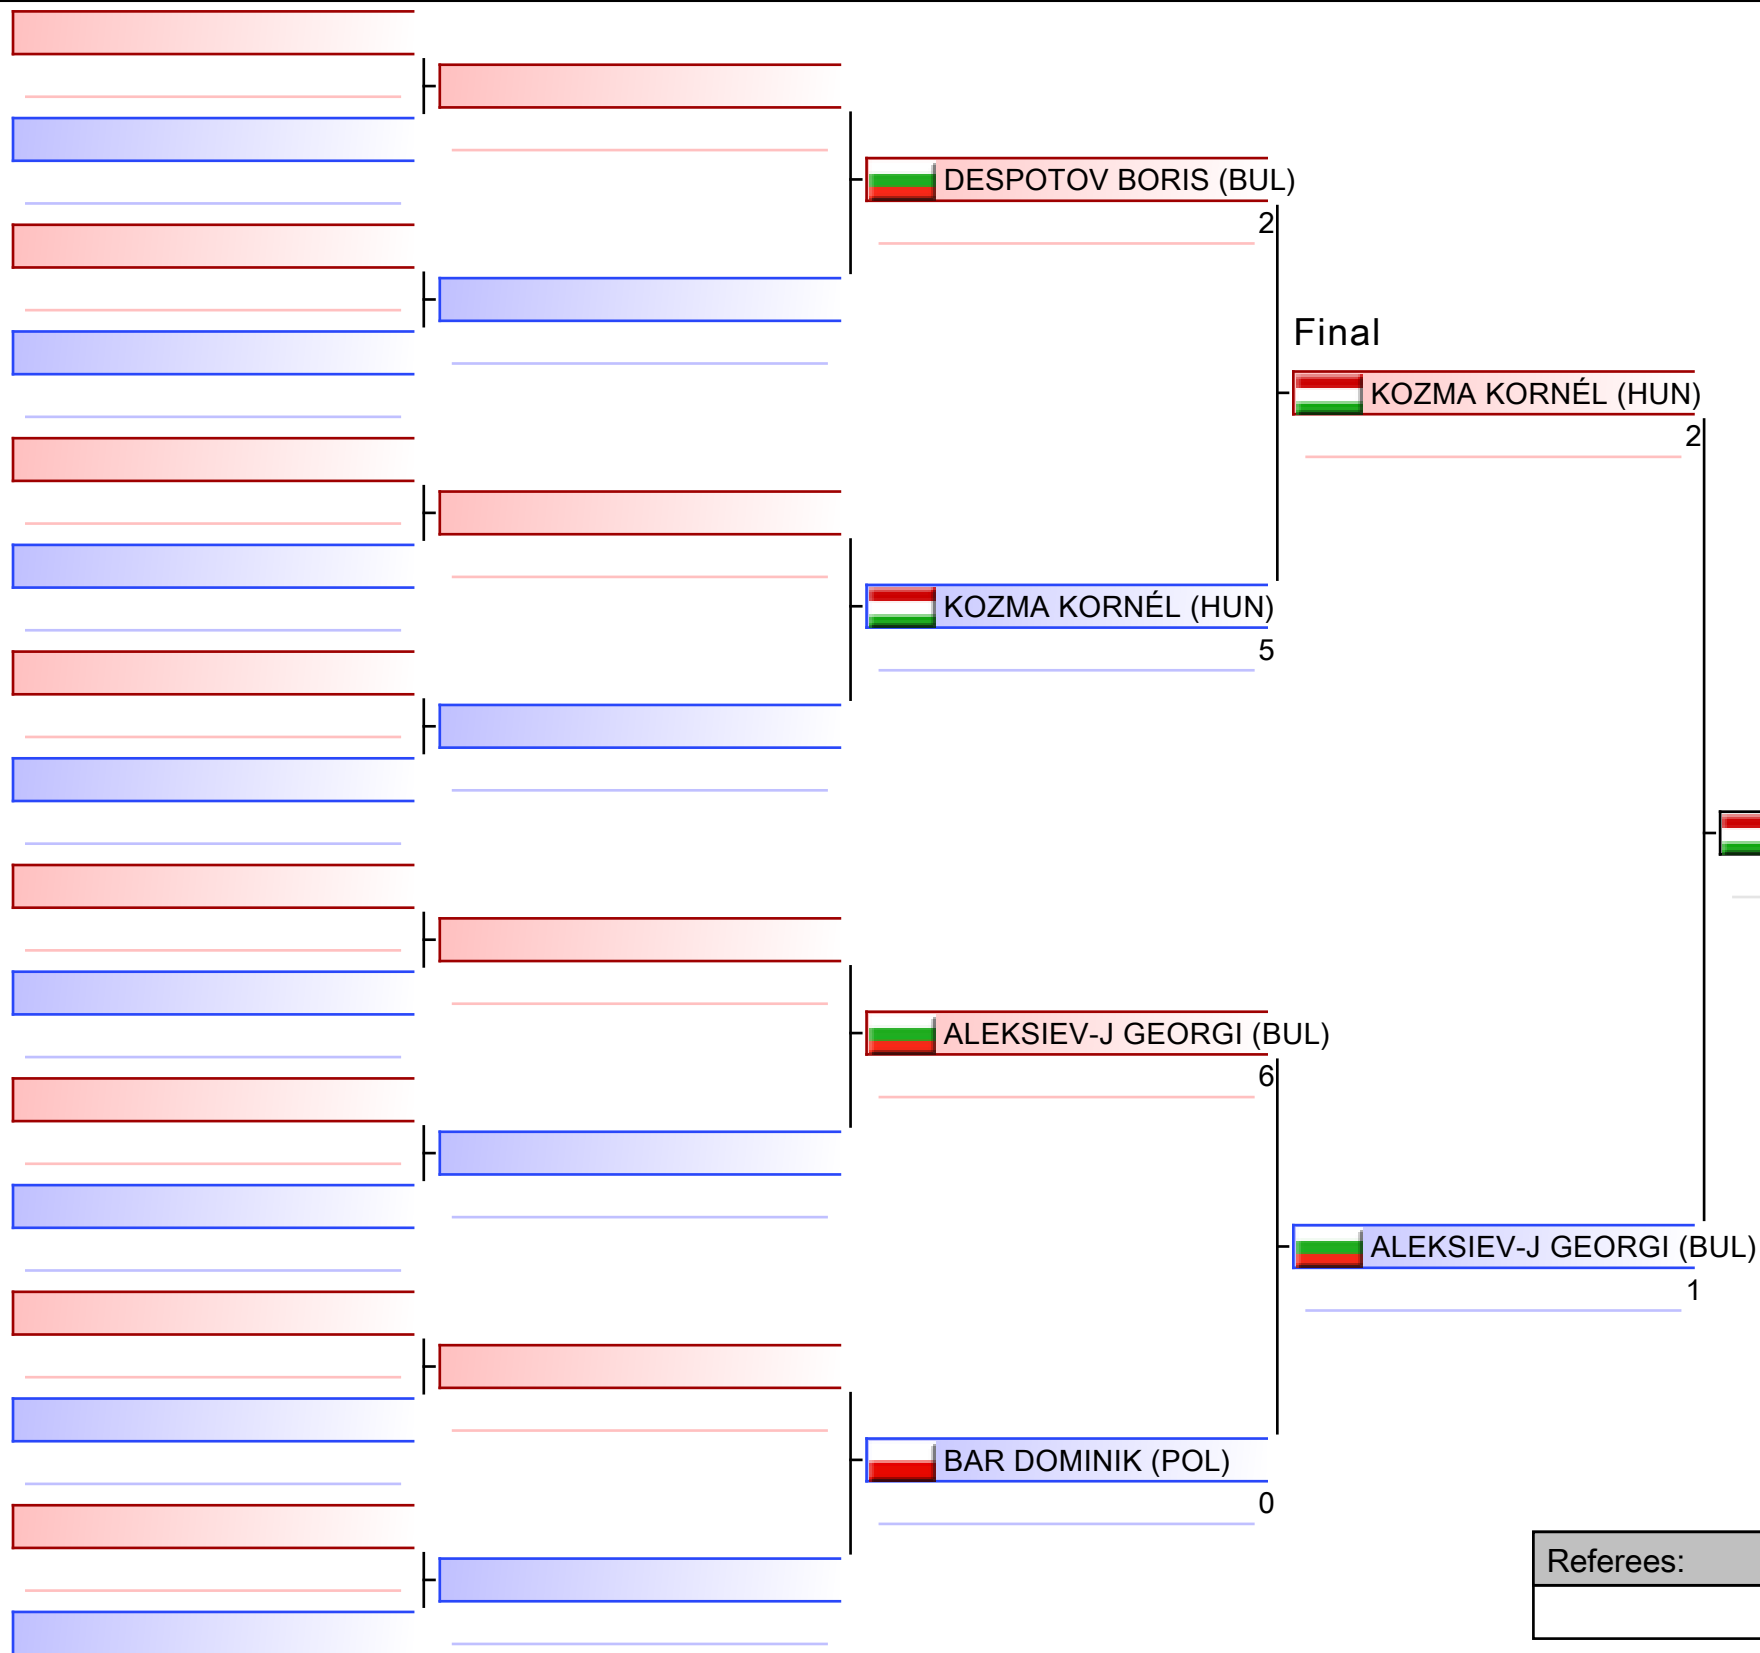 DESPOTOV BORIS (BUL)
2
Final
KOZMA KORNÉL (HUN)
2
KOZMA KORNÉL (HUN)
5
ALEKSIEV-J GEORGI (BUL)
6
ALEKSIEV-J GEORGI (BUL)
1
BAR DOMINIK (POL)
0
Referees: